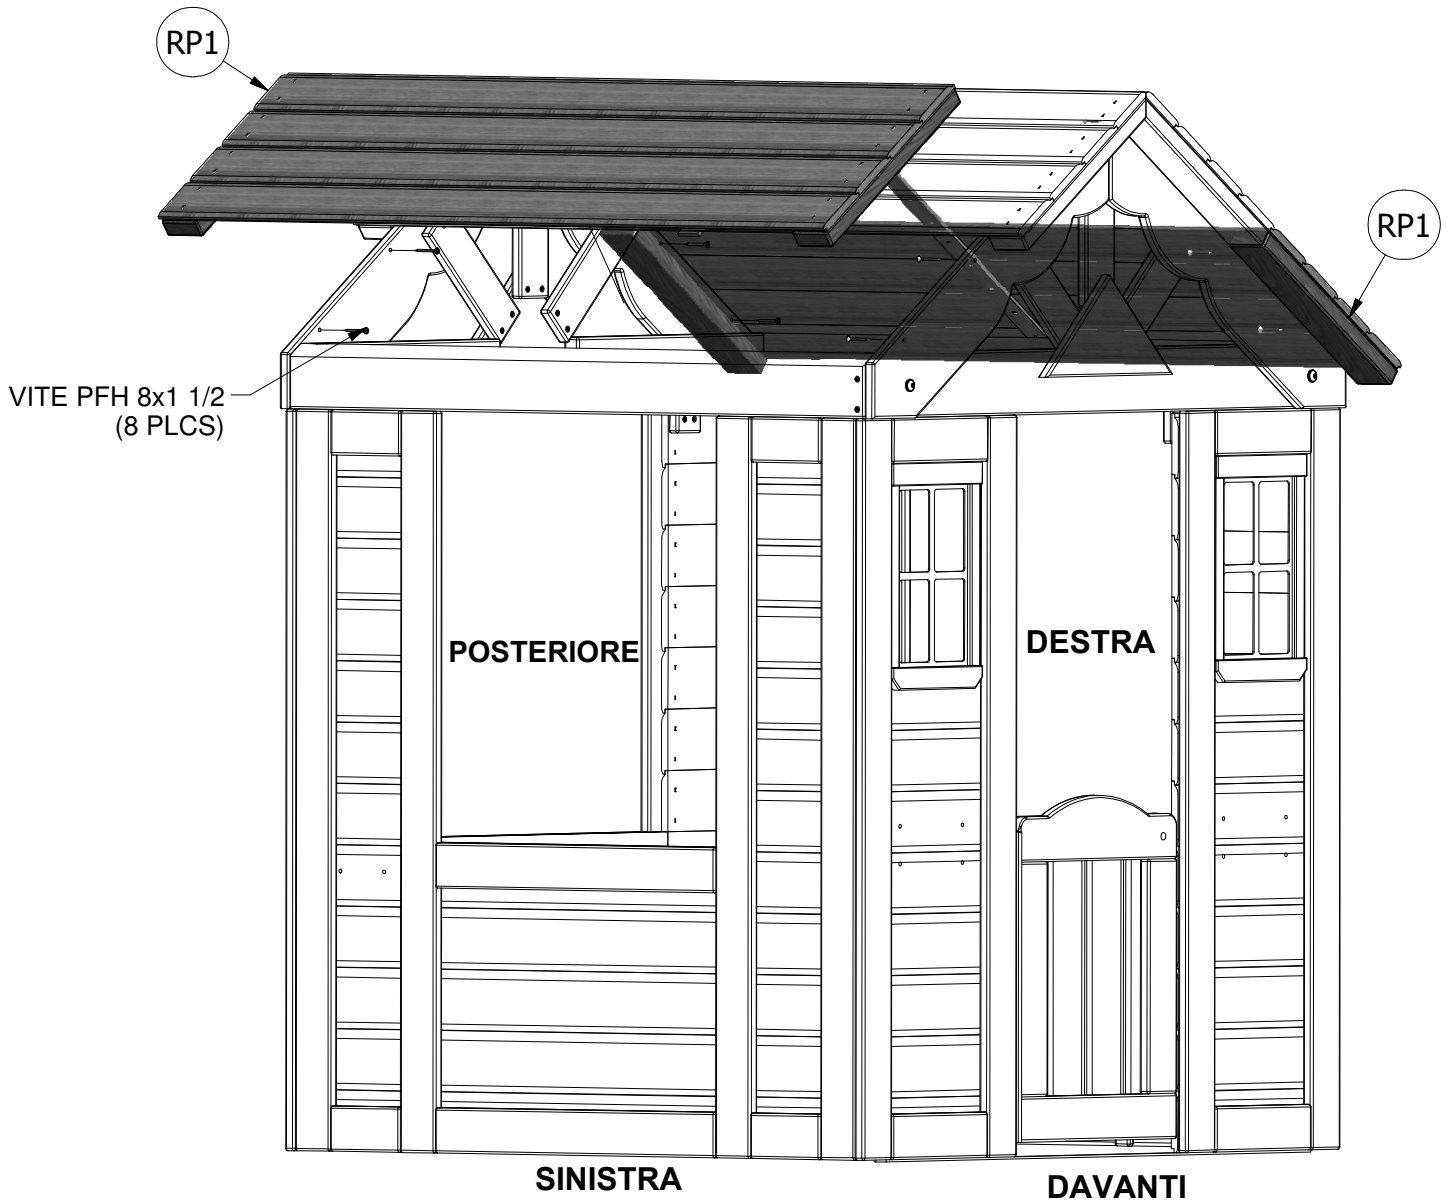 RP1
RP1
VITE PFH 8x1 1/2
(8 PLCS)
POSTERIORE
DESTRA
SINISTRA
DAVANTI